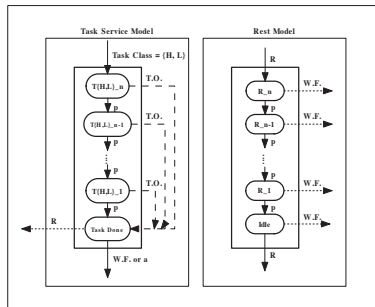 Task Service Model
Rest Model
Task Class = {H, L}
R
T{H,L}_n
T.O.
R_n
W.F.
p
p
T{H,L}_n-1
T.O.
R_n-1
W.F.
p
p
p
p
T{H,L}_1
T.O.
R_1
W.F.
p
p
R
Task Done
Idle
W.F.
W.F. or a
R